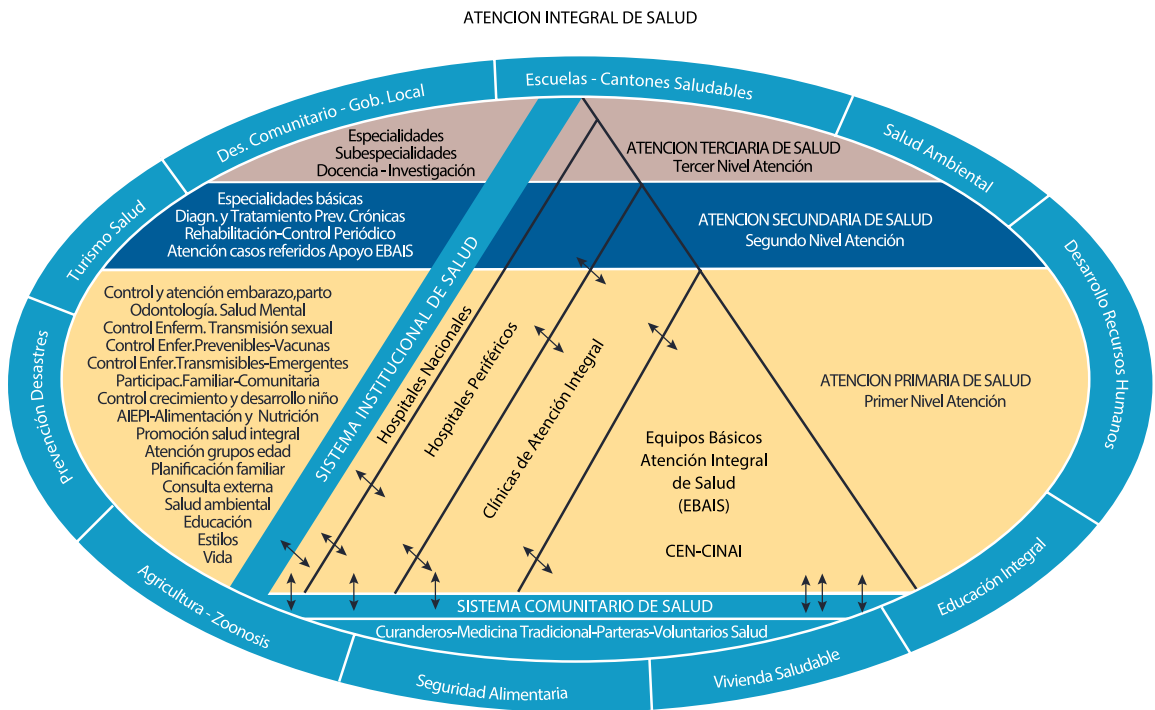 ATENCION INTEGRAL DE SALUD
Escuelas - Cantones Saludables
Des. Comunitario - Gob. Local
Salud Ambiental
Turismo Salud
Desarrollo Recursos Humanos
Prevención Desastres
Educación Integral
Agricultura - Zoonosis
Vivienda Saludable
Seguridad Alimentaria
Especialidades
Subespecialidades
Docencia - Investigación
ATENCION TERCIARIA DE SALUD
Tercer Nivel Atención
Especialidades básicas
Diagn. y Tratamiento Prev. Crónicas
Rehabilitación-Control Periódico
Atención casos referidos Apoyo EBAIS
ATENCION SECUNDARIA DE SALUD
Segundo Nivel Atención
Control y atención embarazo,parto
Odontología. Salud Mental
Control Enferm. Transmisión sexual
Control Enfer.Prevenibles-Vacunas
Control Enfer.Transmisibles-Emergentes
Participac.Familiar-Comunitaria
Control crecimiento y desarrollo niño
AIEPI-Alimentación y Nutrición
Promoción salud integral
Atención grupos edad
Planificación familiar
Consulta externa
Salud ambiental
Educación
Estilos
Vida
SISTEMA INSTITUCIONAL DE SALUD
Hospitales Nacionales
Hospitales Periféricos
Clínicas de Atención Integral
Equipos Básicos
Atención Integral
de Salud
(EBAIS)
CEN-CINAI
ATENCION PRIMARIA DE SALUD
Primer Nivel Atención
SISTEMA COMUNITARIO DE SALUD
Curanderos-Medicina Tradicional-Parteras-Voluntarios Salud